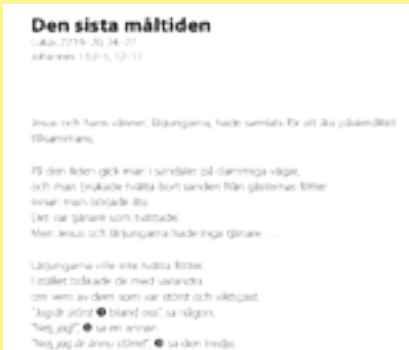 Den sista måltiden
Lukas 22:19-20, 24-27
Johannes 13:2-5, 12-17
Jesus och hans vänner, lärjungarna, hade samlats för att äta påskmåltid
tillsammans.
På den tiden gick man i sandaler på dammiga vägar,
och man brukade tvätta bort sanden från gästernas fötter
innan man började äta.
Det var tjänare som tvättade.
Men Jesus och lärjungarna hade inga tjänare ...
Lärjungarna ville inte tvätta fötter.
I stället bråkade de med varandra
om vem av dem som var störst och viktigast.
"Jag är störst bland oss", sa någon.
"Nej, jag!", sa en annan.
"Nej, jag är ännu större!", sa den tredje.